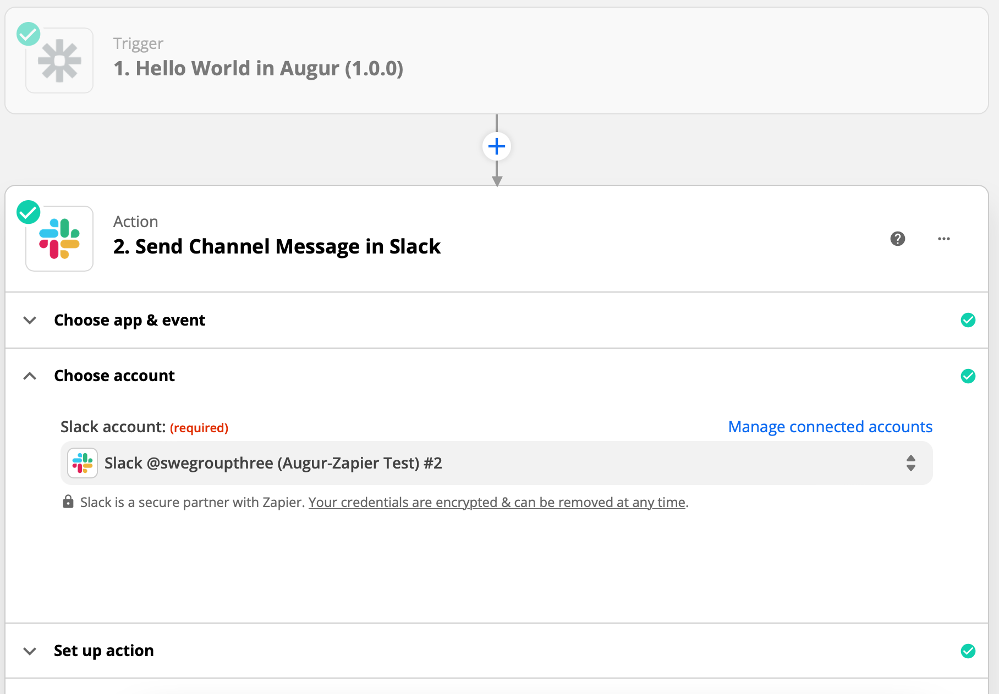 Trigger
1. Hello World in Augur (1.0.0)
Action
2. Send Channel Message in Slack
Choose app & event
Choose account
Slack account: (required)
Manage connected accounts
Slack @swegroupthree (Augur-Zapier Test) #2
Slack is a secure partner with Zapier. Your credentials are encrypted & can be removed at any time.
Set up action